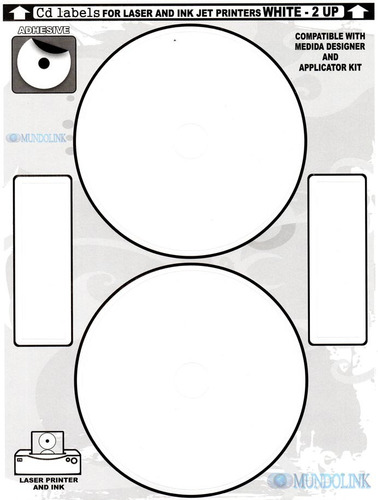 Cd labels FOR LASER AND INK JET PRINTERS WHITE - 2 UP
ADHESIVE
COMPATIBLE WITH
MEDIDA DESIGNER
AND
APPLICATOR KIT
MUNDOLINK
LASER PRINTER
AND INK
MUNDOLINK